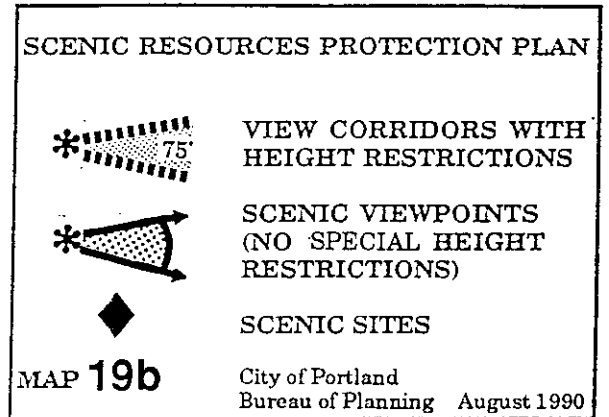 SCENIC RESOURCES PROTECTION PLAN
75'
VIEW CORRIDORS WITH
HEIGHT RESTRICTIONS
SCENIC VIEWPOINTS
(NO SPECIAL HEIGHT
RESTRICTIONS)
SCENIC SITES
MAP 19b
City of Portland
Bureau of Planning August 1990